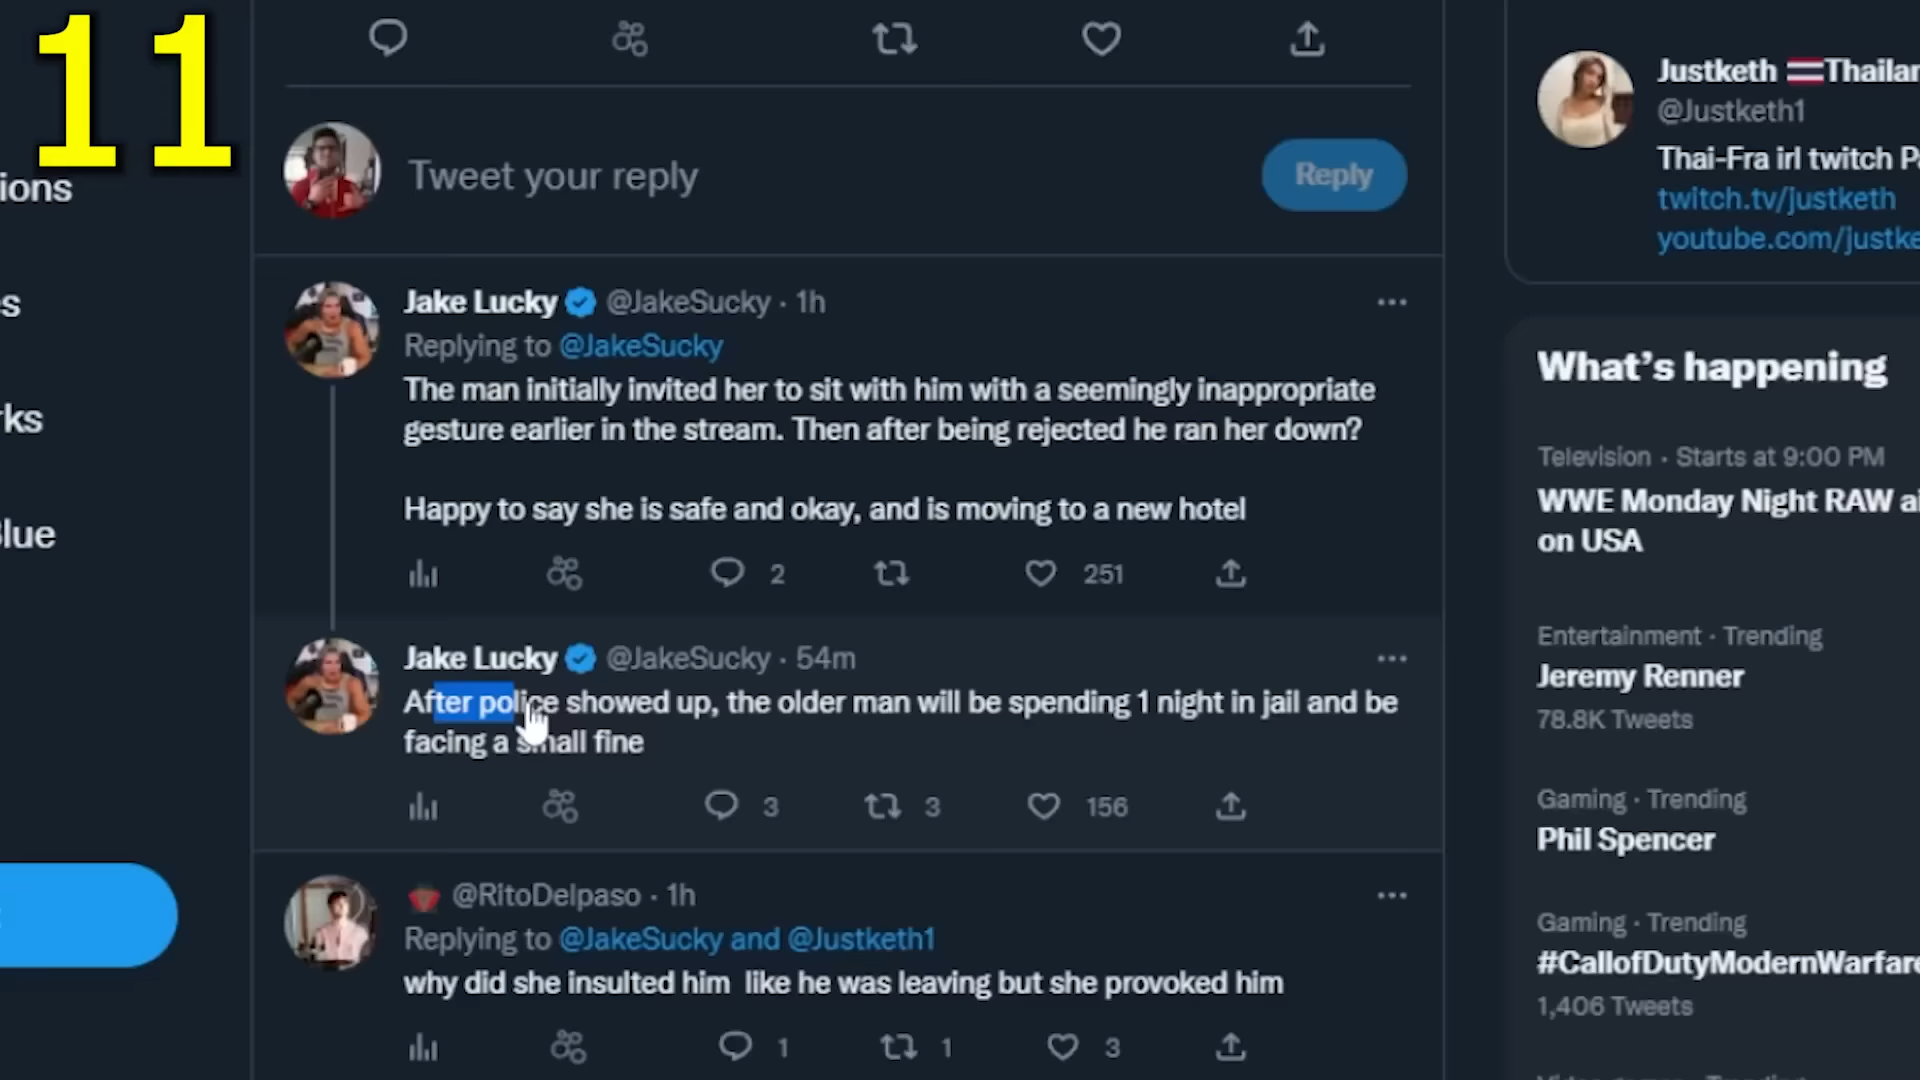 11
ions
s
rks
Blue
Tweet your reply
Reply
Jake Lucky @JakeSucky · 1h
Replying to @JakeSucky
The man initially invited her to sit with him with a seemingly inappropriate
gesture earlier in the stream. Then after being rejected he ran her down?
Happy to say she is safe and okay, and is moving to a new hotel
2 251
Jake Lucky @JakeSucky · 54m
After police showed up, the older man will be spending 1 night in jail and be
facing a small fine
3 3 156
@RitoDelpaso · 1h
Replying to @JakeSucky and @Justketh1
why did she insulted him like he was leaving but she provoked him
1 1 3
Justketh Thailan
@Justketh1
Thai-Fra irl twitch P
twitch.tv/justketh
youtube.com/justke
What's happening
Television · Starts at 9:00 PM
WWE Monday Night RAW ai
on USA
Entertainment · Trending
Jeremy Renner
78.8K Tweets
Gaming · Trending
Phil Spencer
Gaming · Trending
#CallofDutyModernWarfare
1,406 Tweets